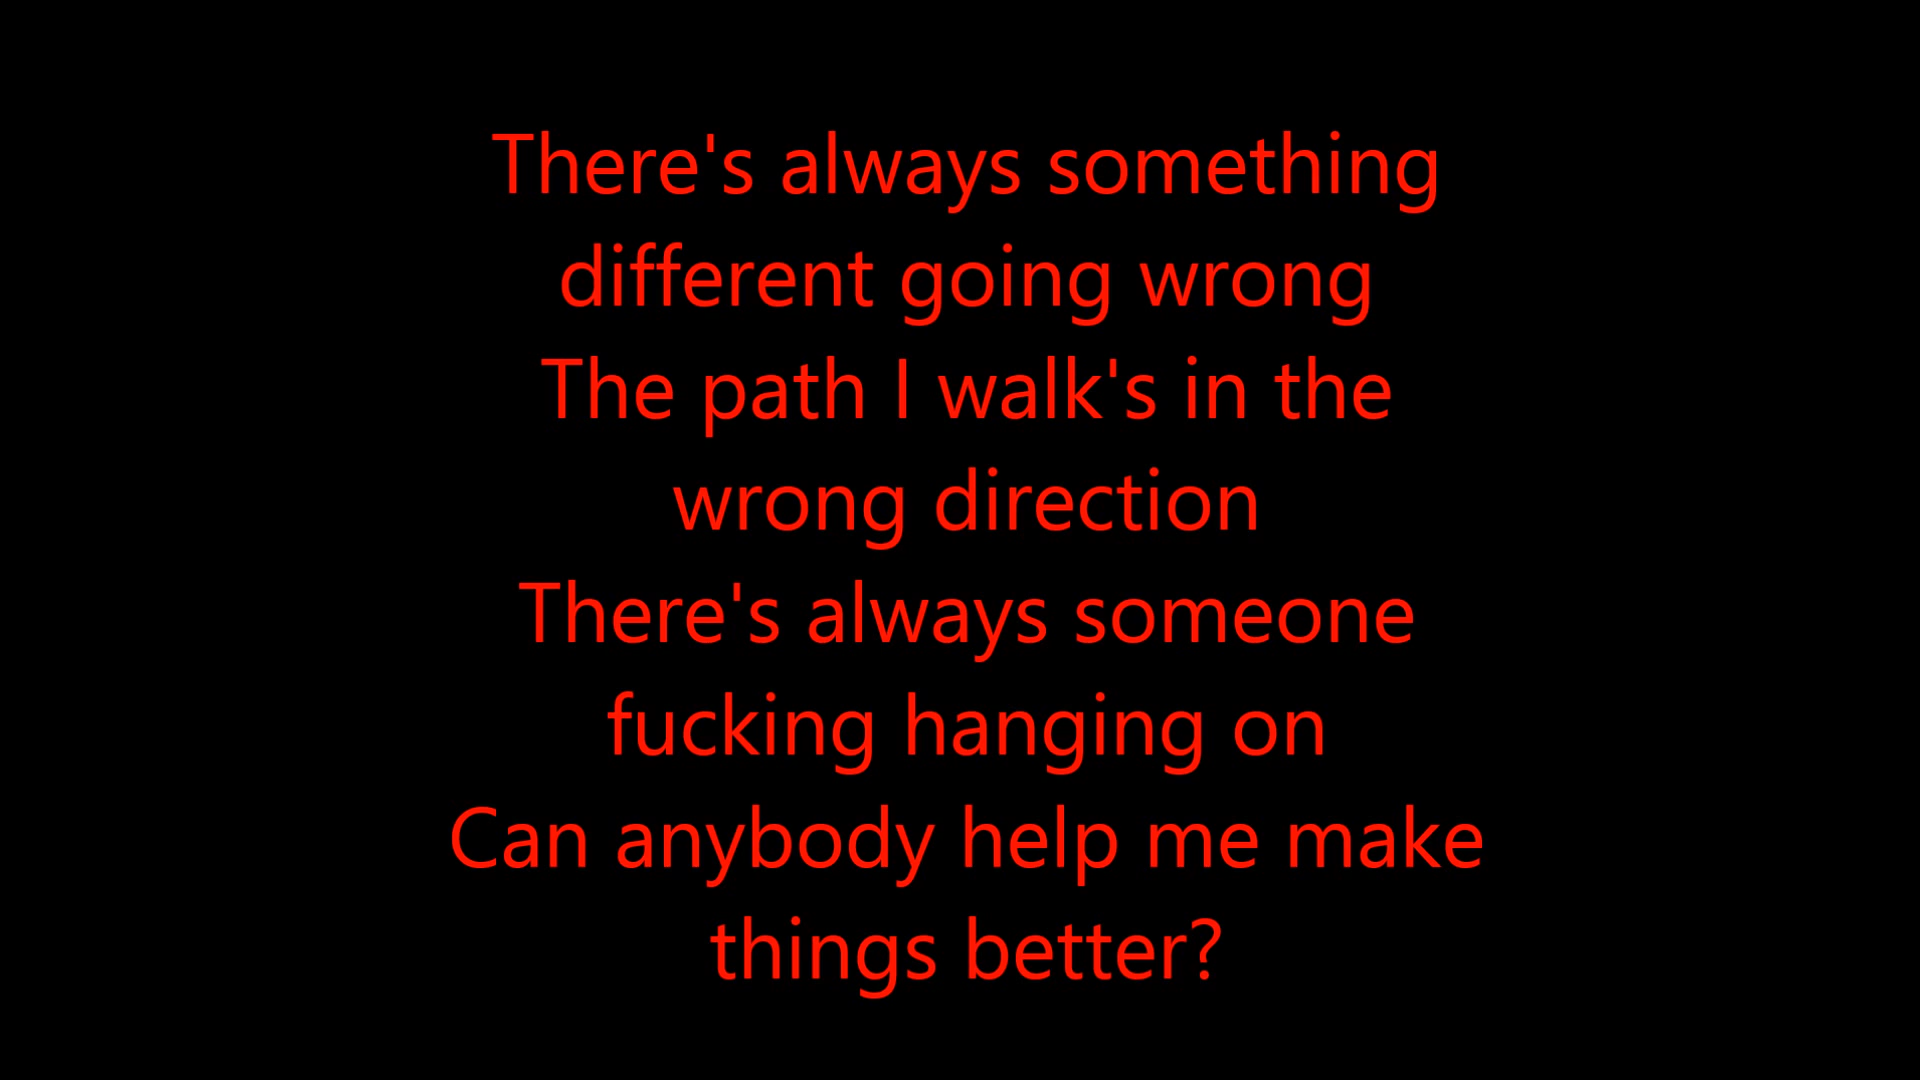 There's always something
different going wrong
The path I walk's in the
wrong direction
There's always someone
fucking hanging on
Can anybody help me make
things better?